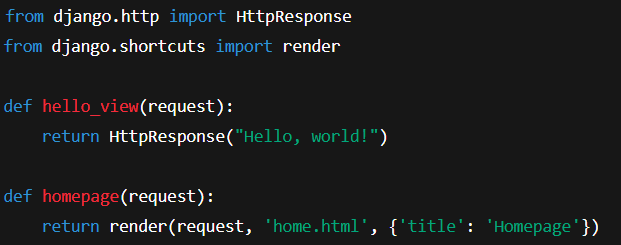 from django.http import HttpResponse
from django.shortcuts import render
def hello_view(request):
    return HttpResponse("Hello, world!")
def homepage(request):
    return render(request, 'home.html', {'title': 'Homepage'})